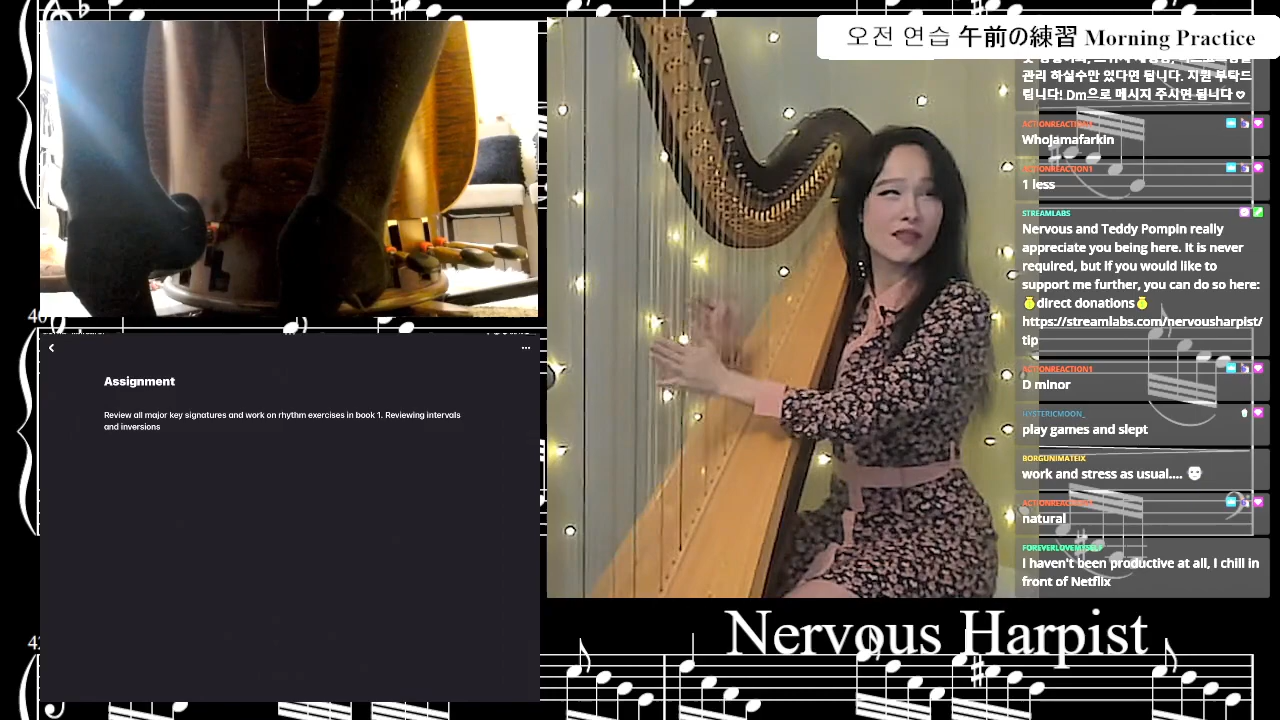 오전 연습 午前の練習 Morning Practice
관리 하실수만 있다면 됩니다. 지원 부탁드
립니다! Dm으로 메시지 주시면 됩니다 ♡
Whojamafarkin
ACTIONREACTION1
1 less
STREAMLABS
Nervous and Teddy Pompin really
appreciate you being here. It is never
required, but if you would like to
support me further, you can do so here:
💰direct donations💰
https://streamlabs.com/nervousharpist/
tip
ACTIONREACTION1
D minor
HYSTERICMOON_
play games and slept
BORGUNIMATEIX
work and stress as usual....
natural
FOREVERLOVEMYSELF
I haven't been productive at all, I chill in
front of Netflix
Assignment
Review all major key signatures and work on rhythm exercises in book 1. Reviewing intervals
and inversions
Nervous Harpist